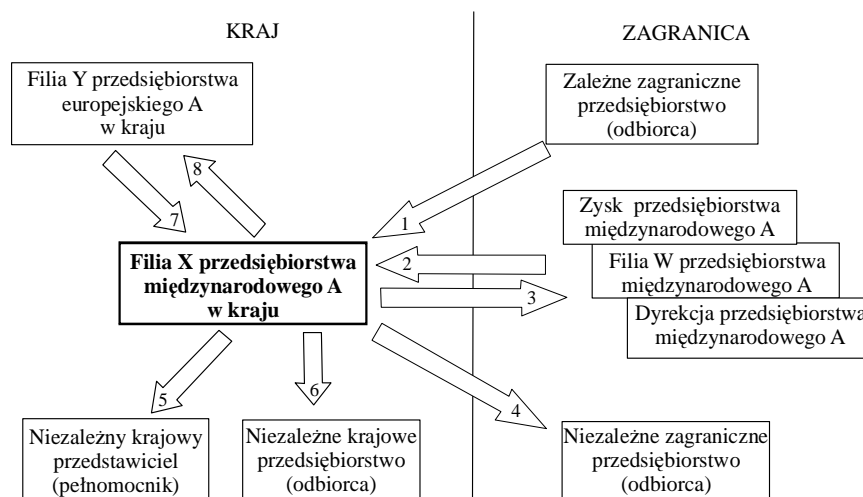 KRAJ
ZAGRANICA
Filia Y przedsiębiorstwa
europejskiego A
w kraju
Zależne zagraniczne
przedsiębiorstwo
(odbiorca)
8
7
1
Zysk przedsiębiorstwa
międzynarodowego A
Filia X przedsiębiorstwa
międzynarodowego A
w kraju
2
Filia W przedsiębiorstwa
międzynarodowego A
3
Dyrekcja przedsiębiorstwa
międzynarodowego A
5
6
4
Niezależny krajowy
przedstawiciel
(pełnomocnik)
Niezależne krajowe
przedsiębiorstwo
(odbiorca)
Niezależne zagraniczne
przedsiębiorstwo
(odbiorca)